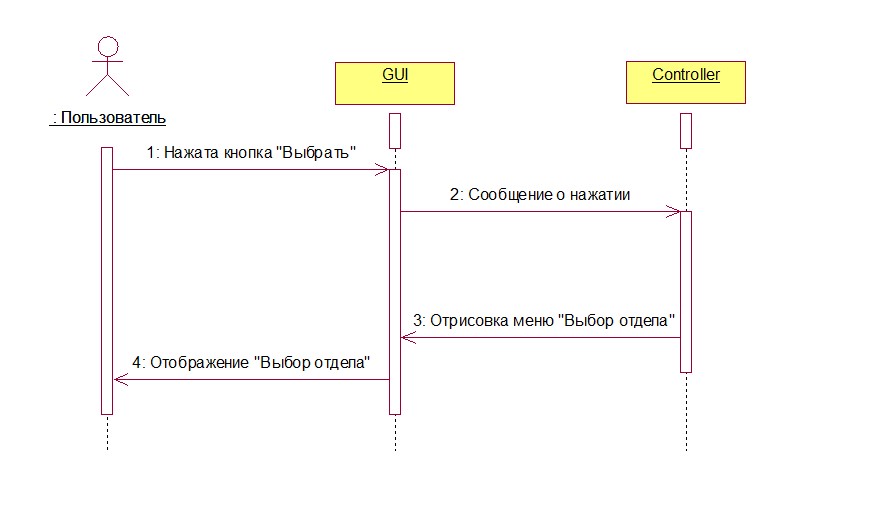 GUI
Controller
: Пользователь
1: Нажата кнопка "Выбрать"
2: Сообщение о нажатии
3: Отрисовка меню "Выбор отдела"
4: Отображение "Выбор отдела"